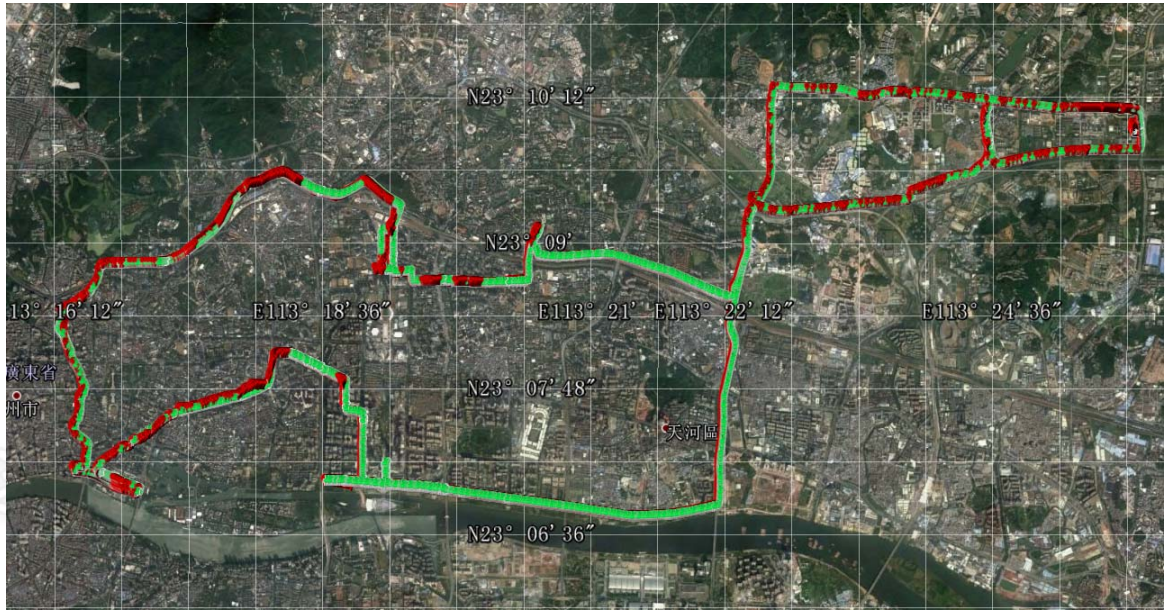 N23° 10′ 12″
N23° 09′
13° 16′ 12″
E113° 18′ 36″
E113° 21′
E113° 22′ 12″
E113° 24′ 36″
廣東省
N23° 07′ 48″
州市
天河區
N23° 06′ 36″